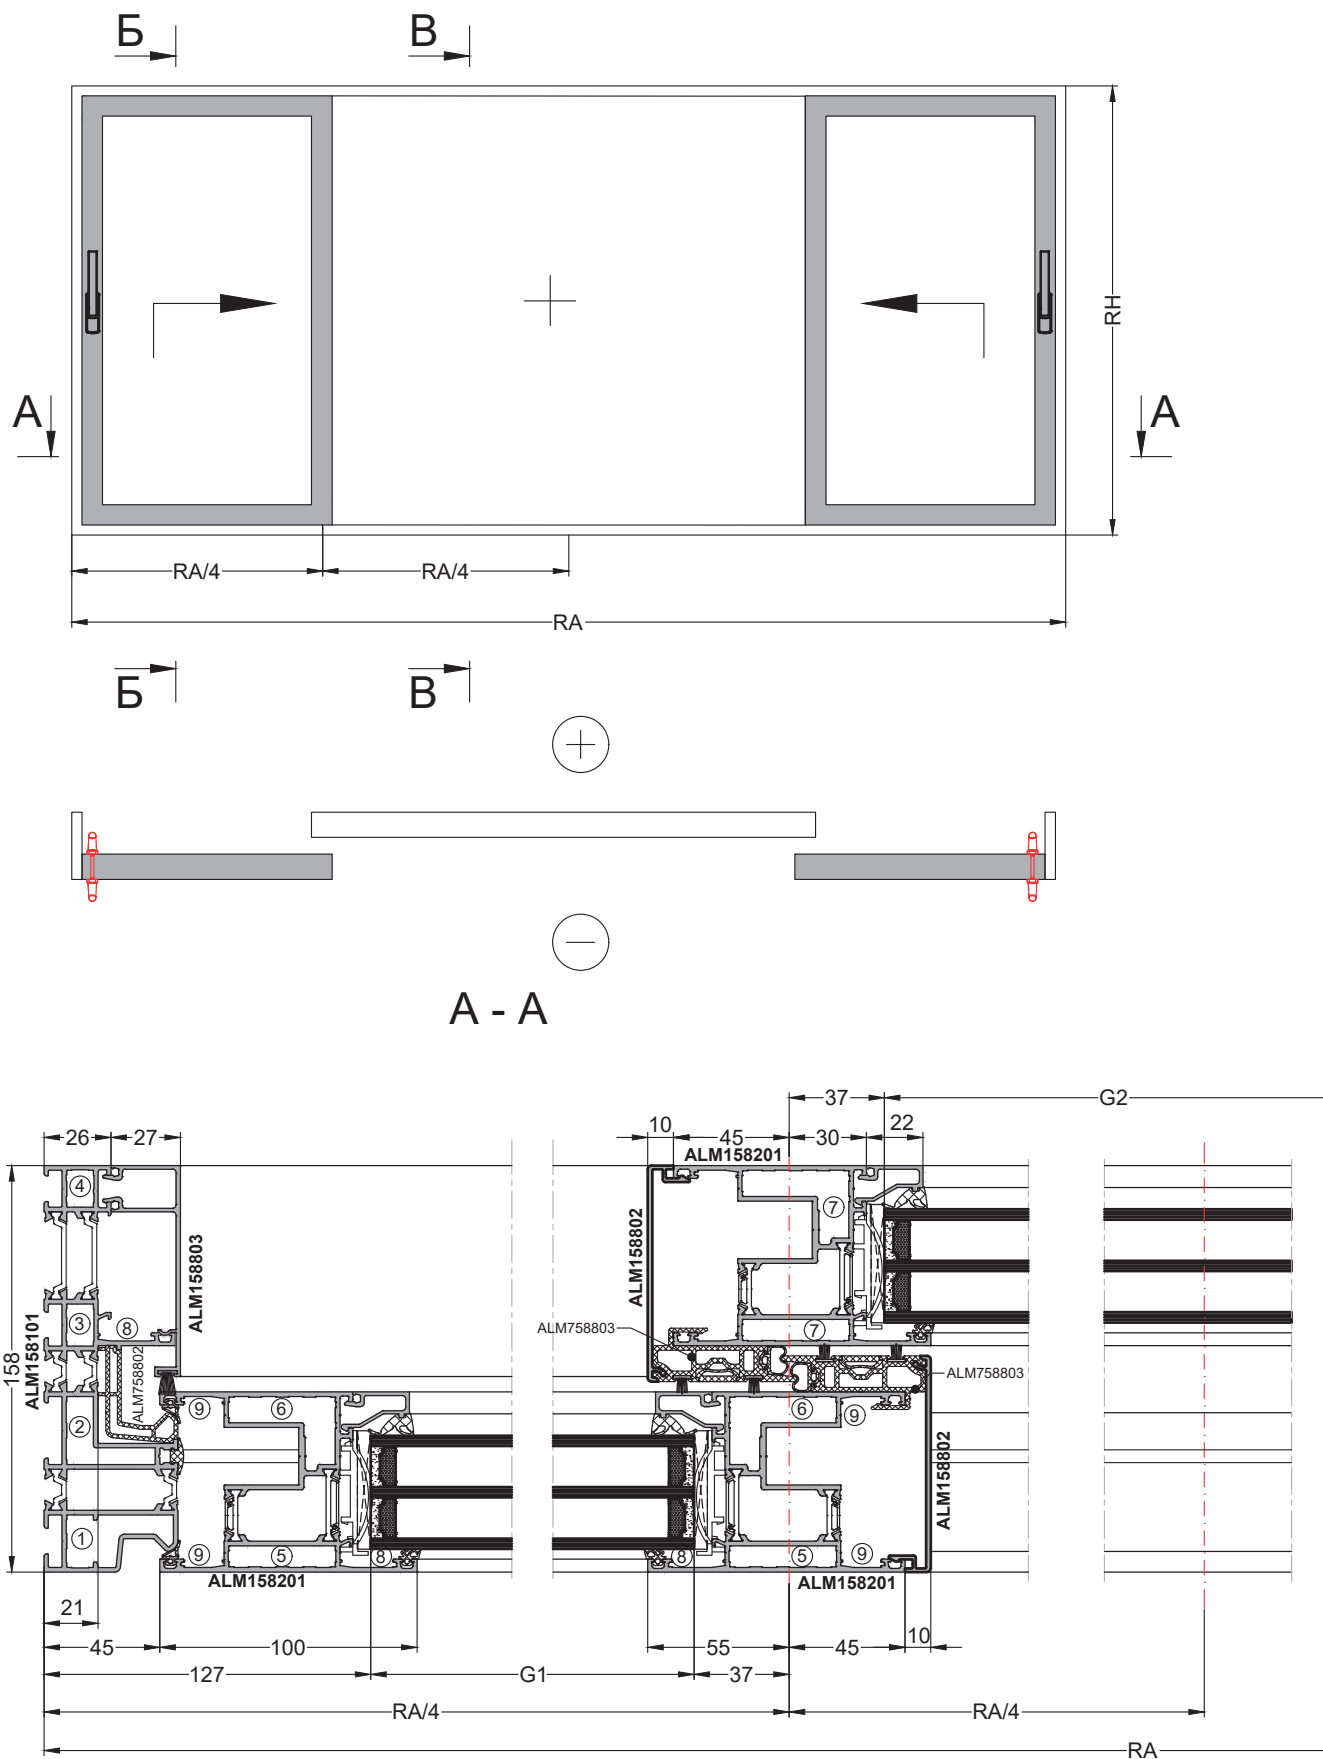 Б В
RH
А А
RA/4 RA/4
RA
Б В
А - А
37 G2
26 27 10 45 30 22
ALM158201
4
7
ALM158802
ALM158803
3 8
7
ALM758803
158
ALM158101
ALM758802
ALM758803
9 6 6 9
2
ALM158802
1
9 5 8 8 5 9
ALM158201 ALM158201
21
45 100 55 45 10
127 G1 37
RA/4 RA/4
RA